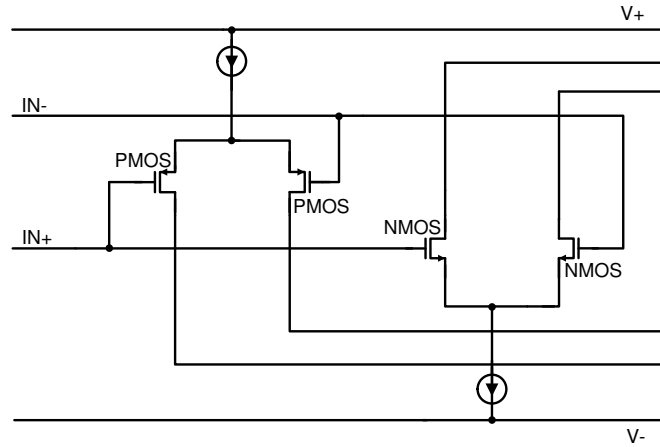 V+
IN-
PMOS
PMOS
NMOS
IN+
NMOS
V-